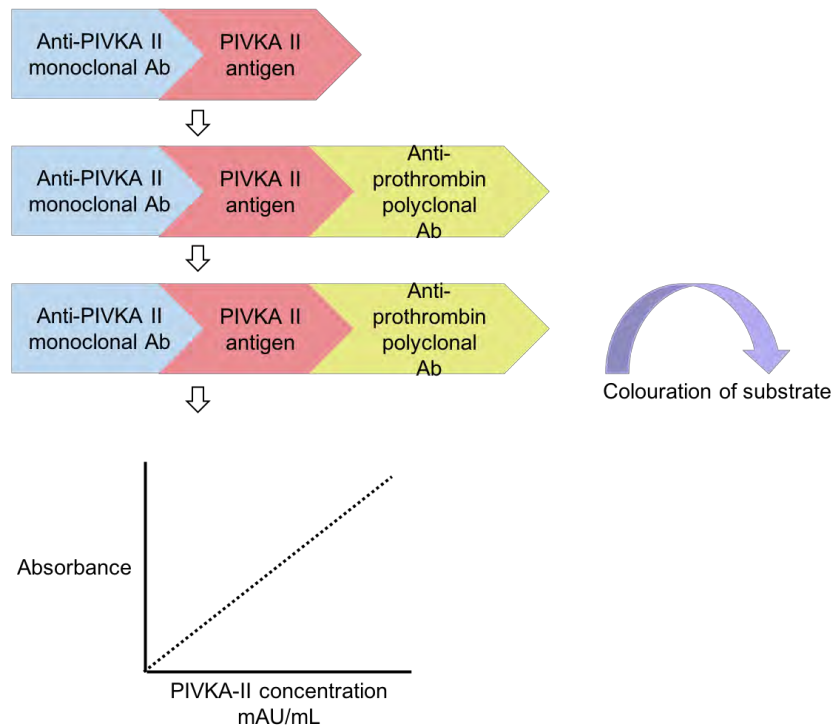 Anti-PIVKA II
monoclonal Ab
PIVKA II
antigen
Anti-PIVKA II
monoclonal Ab
PIVKA II
antigen
Anti-
prothrombin
polyclonal
Ab
Anti-PIVKA II
monoclonal Ab
PIVKA II
antigen
Anti-
prothrombin
polyclonal
Ab
Colouration of substrate
Absorbance
PIVKA-II concentration
mAU/mL